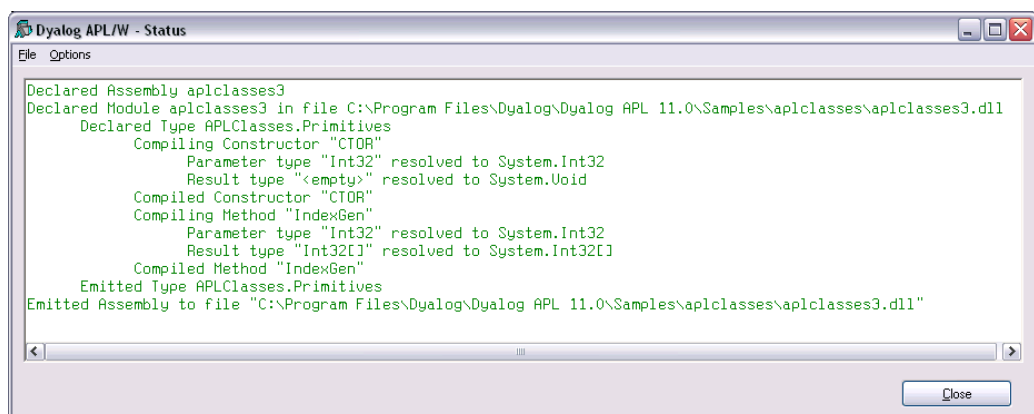 Dyalog APL/W - Status
File Options
Declared Assembly aplclasses3
Declared Module aplclasses3 in file C:\Program Files\Dyalog\Dyalog APL 11.0\Samples\aplclasses\aplclasses3.dll
Declared Type APLClasses.Primitives
Compiling Constructor "CTOR"
Parameter type "Int32" resolved to System.Int32
Result type "<empty>" resolved to System.Void
Compiled Constructor "CTOR"
Compiling Method "IndexGen"
Parameter type "Int32" resolved to System.Int32
Result type "Int32[]" resolved to System.Int32[]
Compiled Method "IndexGen"
Emitted Type APLClasses.Primitives
Emitted Assembly to file "C:\Program Files\Dyalog\Dyalog APL 11.0\Samples\aplclasses\aplclasses3.dll"
Close